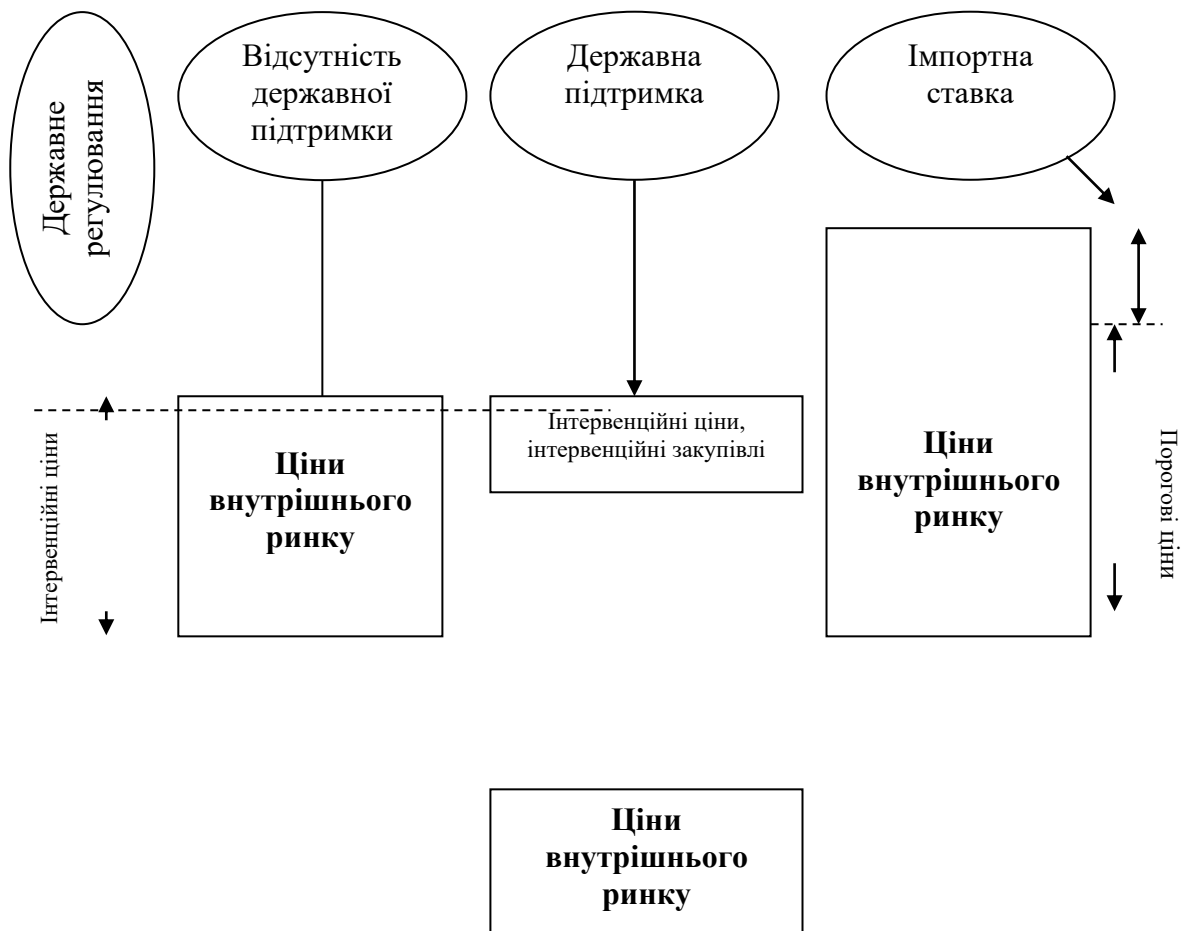 Державне
регулювання
Відсутність
державної
підтримки
Державна
підтримка
Імпортна
ставка
Інтервенційні ціни
Ціни
внутрішнього
ринку
Інтервенційні ціни,
інтервенційні закупівлі
Ціни
внутрішнього
ринку
Порогові ціни
Ціни
внутрішнього
ринку